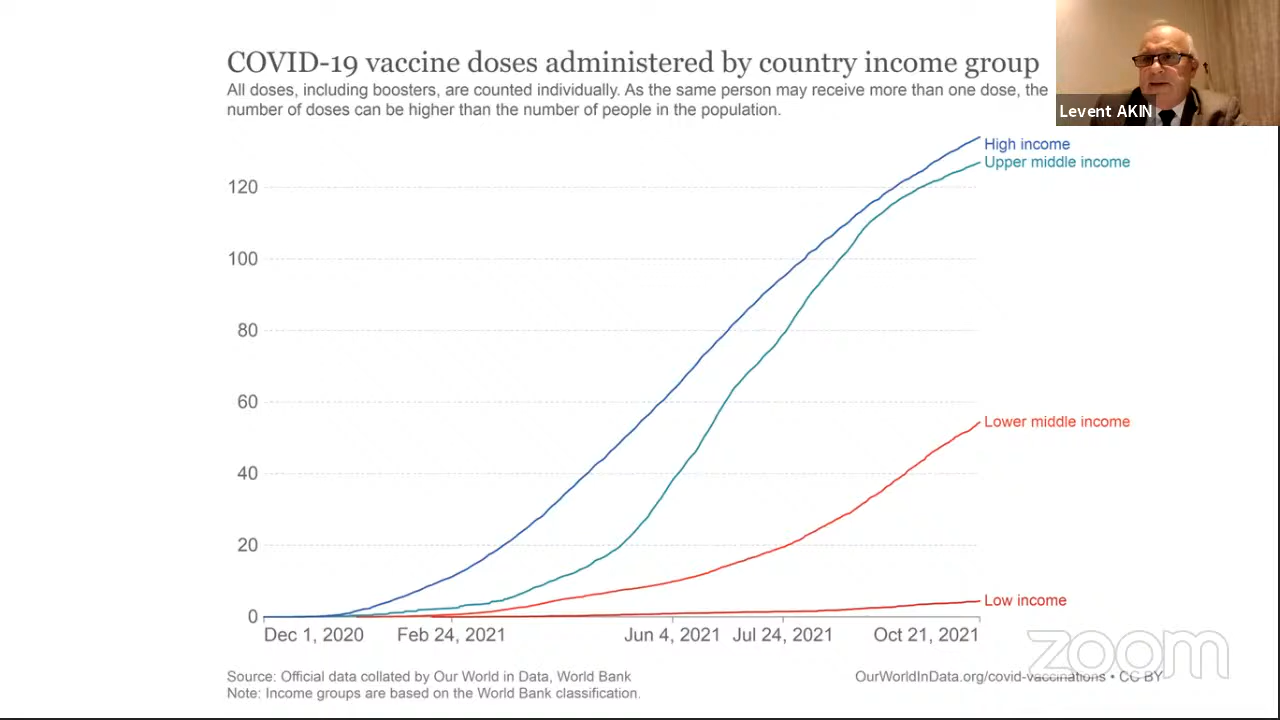 COVID-19 vaccine doses administered by country income group
All doses, including boosters, are counted individually. As the same person may receive more than one dose, the
number of doses can be higher than the number of people in the population.
Levent AKIN
High income
Upper middle income
120
100
80
60
Lower middle income
40
20
Low income
0
Dec 1, 2020
Feb 24, 2021
Jun 4, 2021
Jul 24, 2021
Oct 21, 2021
zoom
Source: Official data collated by Our World in Data, World Bank
OurWorldInData.org/covid-vaccinations • CC BY
Note: Income groups are based on the World Bank classification.